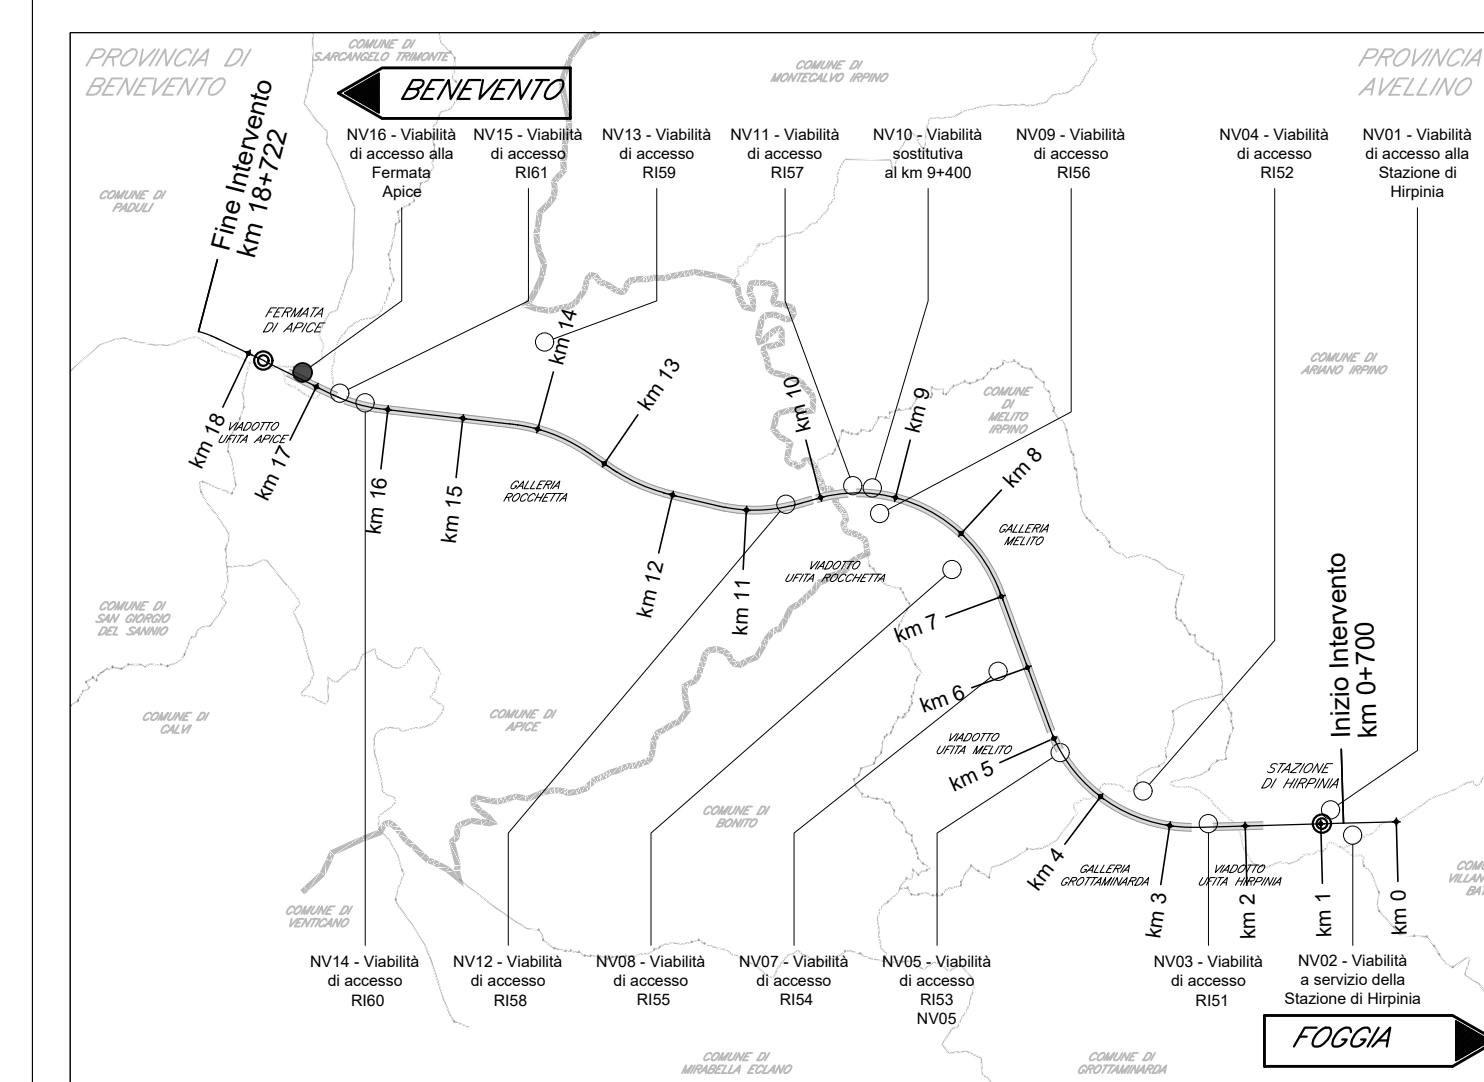 PROVINCIA DI
BENEVENTO
COMUNE DI
S.ARCANGELO TRIMONTE
BENEVENTO
COMUNE DI
MONTECALVO IRPINO
PROVINCIA
AVELLINO
Fine Intervento
km 18+722
NV16 - Viabilità
di accesso alla
Fermata
Apice
NV15 - Viabilità
di accesso
RI61
NV13 - Viabilità
di accesso
RI59
NV11 - Viabilità
di accesso
RI57
NV10 - Viabilità
sostitutiva
al km 9+400
NV09 - Viabilità
di accesso
RI56
NV04 - Viabilità
di accesso
RI52
NV01 - Viabilità
di accesso alla
Stazione di
Hirpinia
COMUNE DI
PADULI
FERMATA
DI APICE
COMUNE DI
ARIANO IRPINO
COMUNE
DI
MELITO
IRPINO
km 18
VIADOTTO
UFITA APICE
km 17
km 16
km 15
km 14
km 13
km 12
km 11
km 10
km 9
km 8
km 7
km 6
km 5
km 4
km 3
km 2
km 1
km 0
GALLERIA
ROCCHETTA
GALLERIA
MELITO
VIADOTTO
UFITA ROCCHETTA
COMUNE DI
SAN GIORGIO
DEL SANNIO
Inizio Intervento
km 0+700
COMUNE DI
CALVI
COMUNE DI
APICE
VIADOTTO
UFITA MELITO
STAZIONE
DI HIRPINIA
COMUNE DI
BONITO
GALLERIA
GROTTAMINARDA
VIADOTTO
UFITA HIRPINIA
VILLAN
COMUNE DI
VENTICANO
NV14 - Viabilità
di accesso
RI60
NV12 - Viabilità
di accesso
RI58
NV08 - Viabilità
di accesso
RI55
NV07 - Viabilità
di accesso
RI54
NV05 - Viabilità
di accesso
RI53
NV05
NV03 - Viabilità
di accesso
RI51
NV02 - Viabilità
a servizio della
Stazione di Hirpinia
FOGGIA
COMUNE DI
MIRABELLA ECLANO
COMUNE DI
GROTTAMINARDA